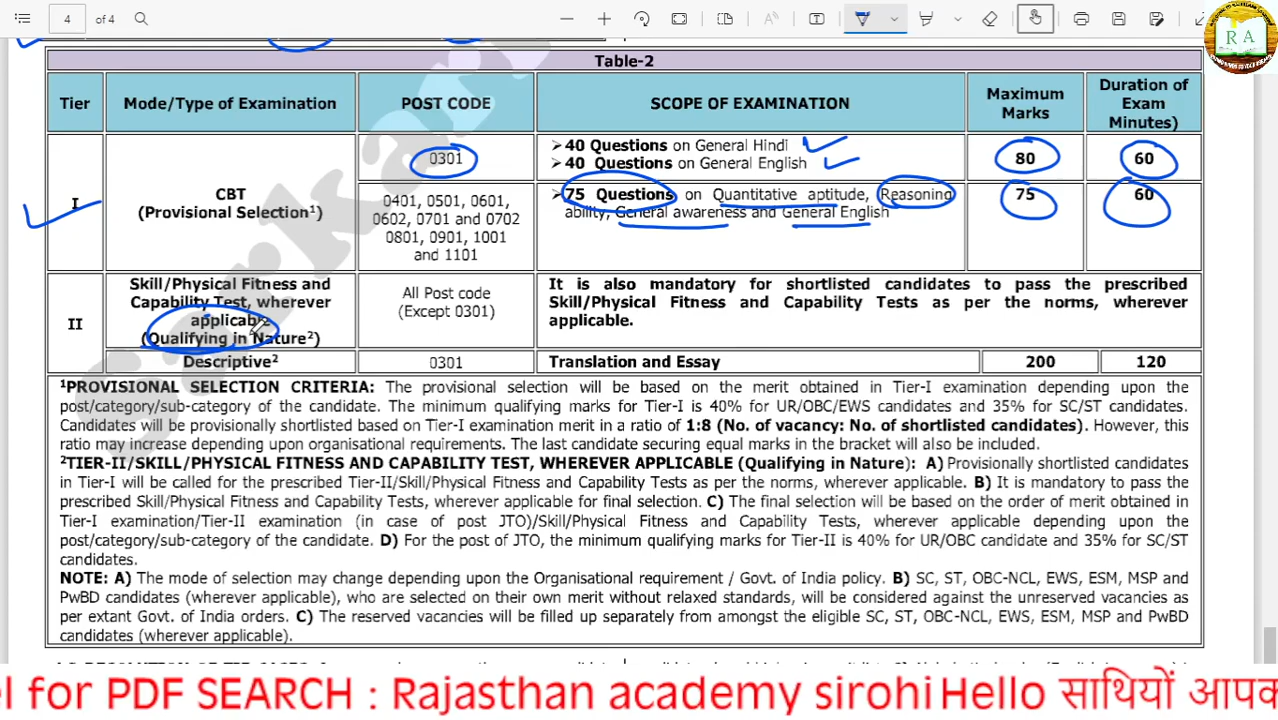 4 of 4
RA
Table-2
Tier Mode/Type of Examination POST CODE SCOPE OF EXAMINATION Maximum Marks Duration of Exam Minutes)
I
CBT
(Provisional Selection1)
0301
➢40 Questions on General Hindi
➢40 Questions on General English
80
60
0401, 0501, 0601,
0602, 0701 and 0702
0801, 0901, 1001
and 1101
➢75 Questions on Quantitative aptitude, Reasoning
ability, General awareness and General English
75
60
II
Skill/Physical Fitness and
Capability Test, wherever
applicable
(Qualifying in Nature2)
All Post code
(Except 0301)
It is also mandatory for shortlisted candidates to pass the prescribed
Skill/Physical Fitness and Capability Tests as per the norms, wherever
applicable.
Descriptive2 0301 Translation and Essay 200 120
1PROVISIONAL SELECTION CRITERIA: The provisional selection will be based on the merit obtained in Tier-I examination depending upon the
post/category/sub-category of the candidate. The minimum qualifying marks for Tier-I is 40% for UR/OBC/EWS candidates and 35% for SC/ST candidates.
Candidates will be provisionally shortlisted based on Tier-I examination merit in a ratio of 1:8 (No. of vacancy: No. of shortlisted candidates). However, this
ratio may increase depending upon organisational requirements. The last candidate securing equal marks in the bracket will also be included.
2TIER-II/SKILL/PHYSICAL FITNESS AND CAPABILITY TEST, WHEREVER APPLICABLE (Qualifying in Nature): A) Provisionally shortlisted candidates
in Tier-I will be called for the prescribed Tier-II/Skill/Physical Fitness and Capability Tests as per the norms, wherever applicable. B) It is mandatory to pass the
prescribed Skill/Physical Fitness and Capability Tests, wherever applicable for final selection. C) The final selection will be based on the order of merit obtained in
Tier-I examination/Tier-II examination (in case of post JTO)/Skill/Physical Fitness and Capability Tests, wherever applicable depending upon the
post/category/sub-category of the candidate. D) For the post of JTO, the minimum qualifying marks for Tier-II is 40% for UR/OBC candidate and 35% for SC/ST
candidates.
NOTE: A) The mode of selection may change depending upon the Organisational requirement / Govt. of India policy. B) SC, ST, OBC-NCL, EWS, ESM, MSP and
PwBD candidates (wherever applicable), who are selected on their own merit without relaxed standards, will be considered against the unreserved vacancies as
per extant Govt. of India orders. C) The reserved vacancies will be filled up separately from amongst the eligible SC, ST, OBC-NCL, EWS, ESM, MSP and PwBD
candidates (wherever applicable).
Sarkar
el for PDF SEARCH : Rajasthan academy sirohi Hello साथियों आपक